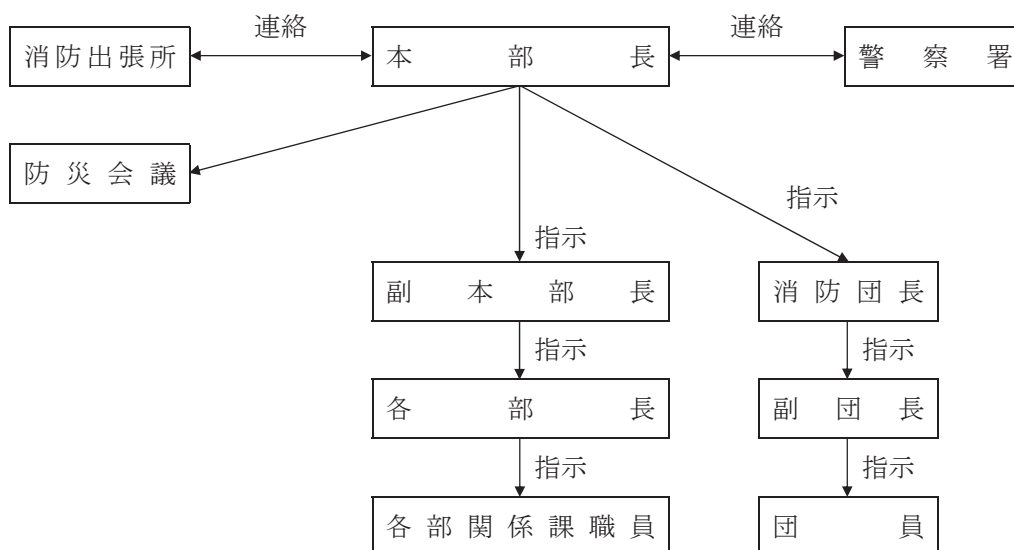 連絡
連絡
消防出張所
本部長
警察署
防災会議
指示
指示
副本部長
消防団長
指示
指示
各部長
副団長
指示
指示
各部関係課職員
団員